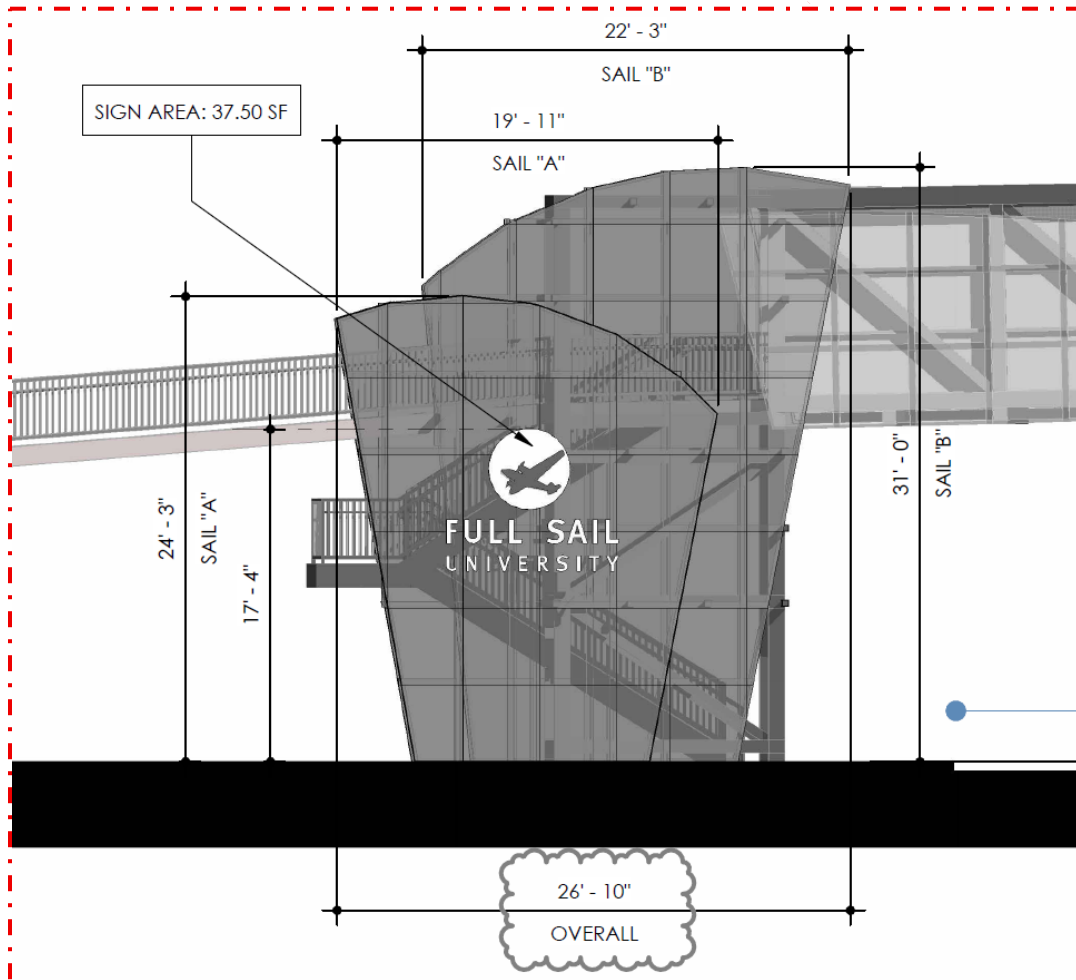 22' - 3"
SAIL "B"
SIGN AREA: 37.50 SF
19' - 11"
SAIL "A"
24' - 3"
SAIL "A"
17' - 4"
FULL SAIL
UNIVERSITY
31' - 0"
SAIL "B"
26' - 10"
OVERALL